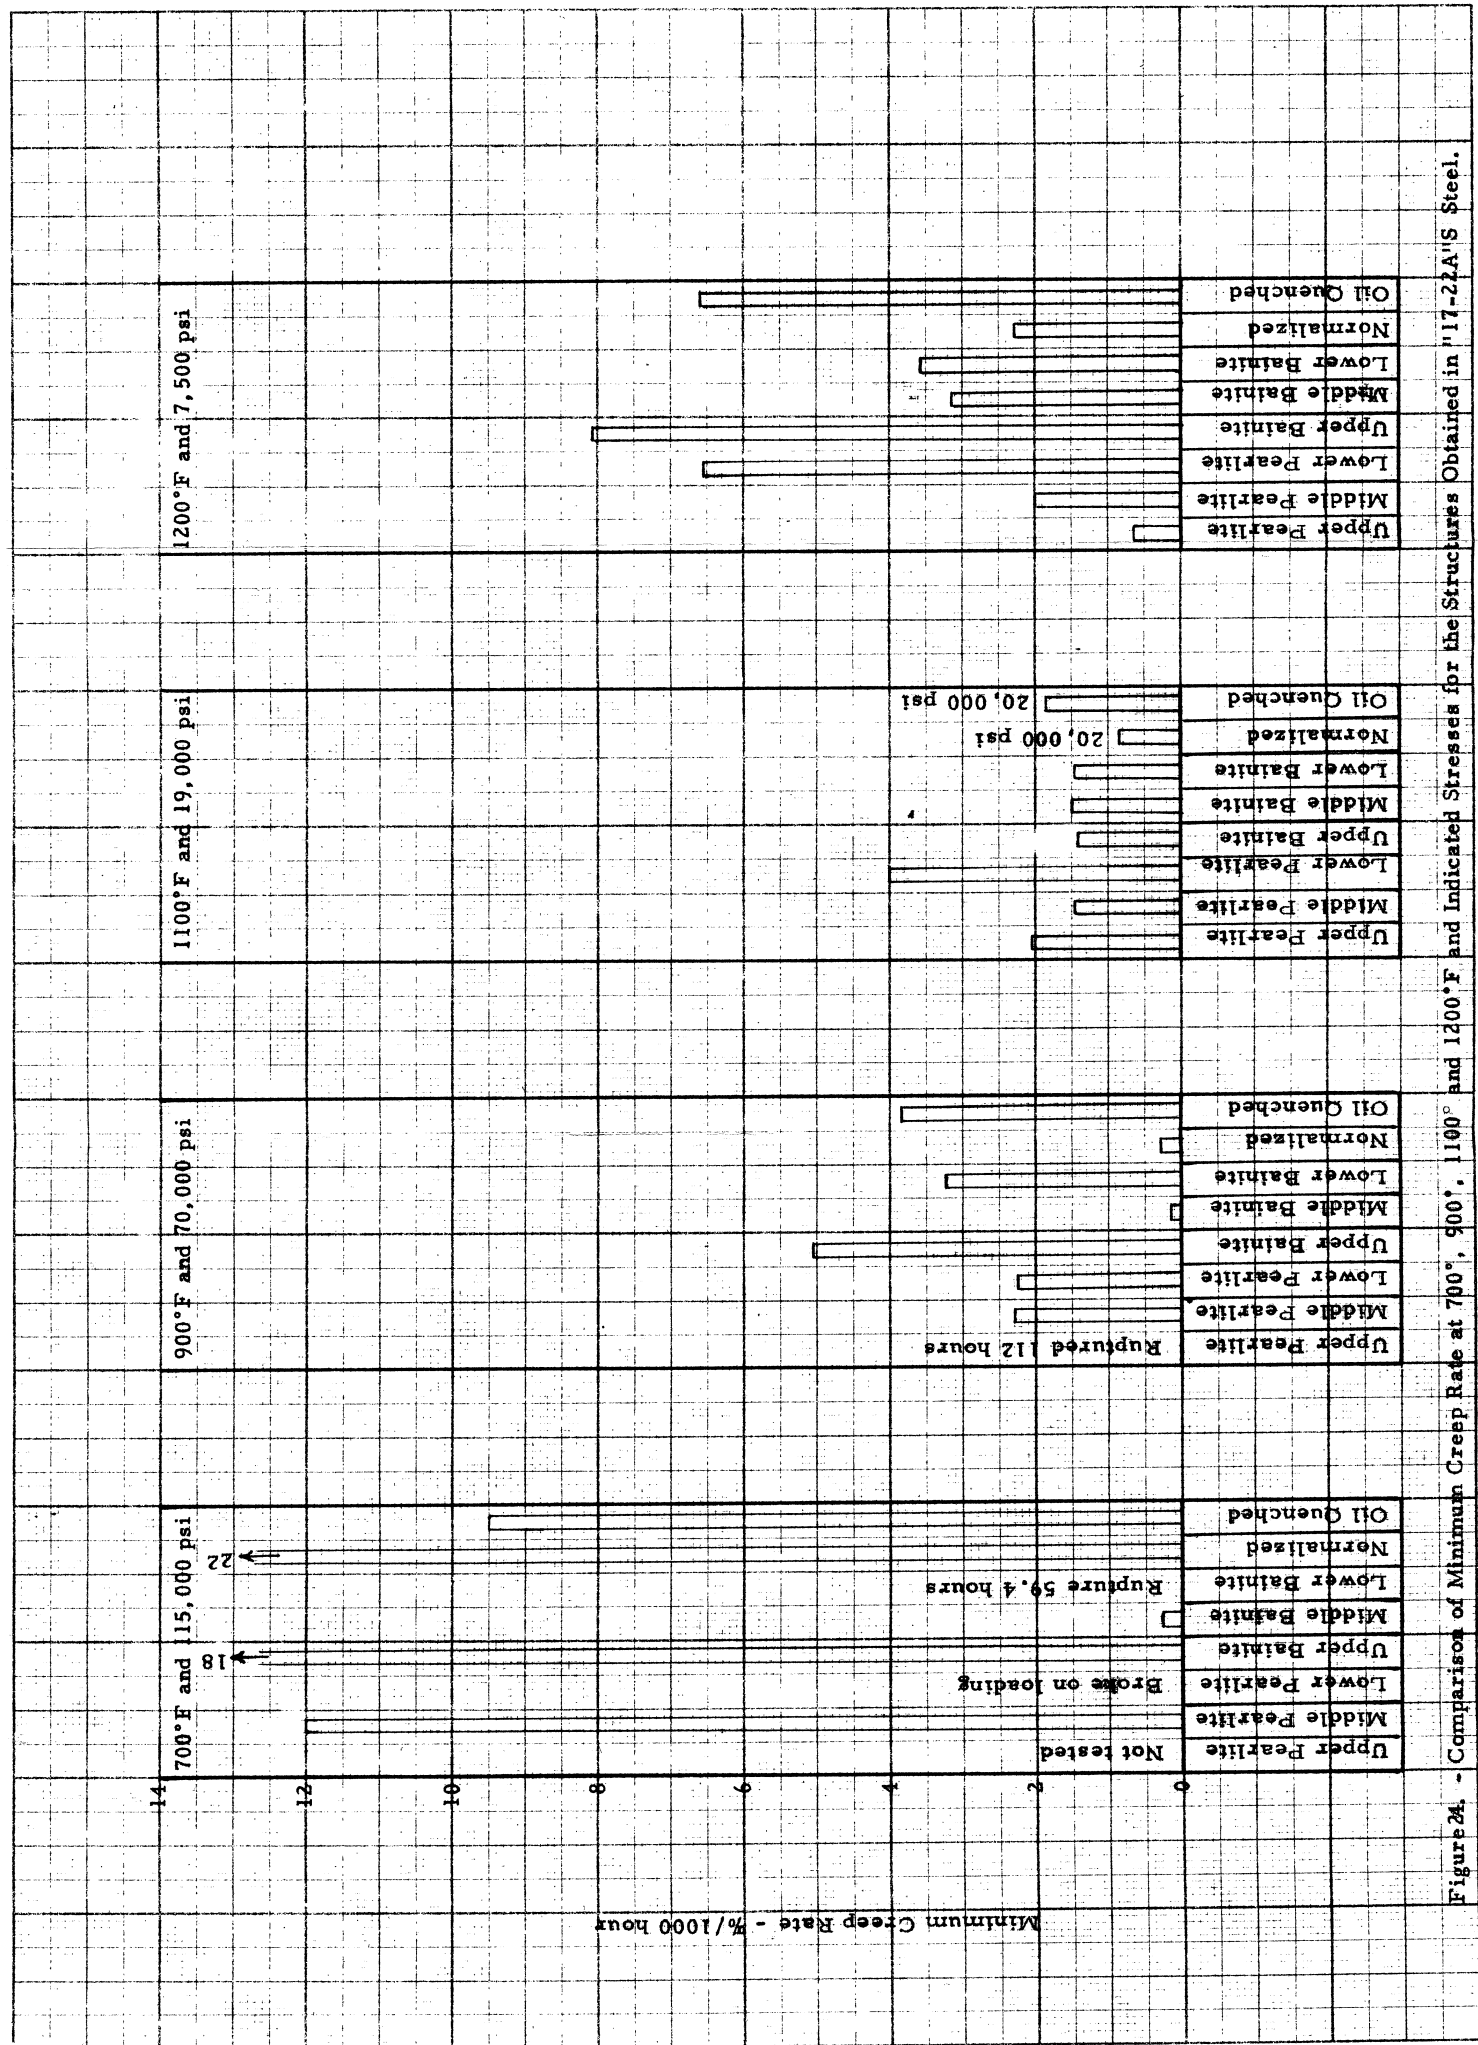 Minimum Creep Rate - %/1000 hour
14
12
10
8
6
4
2
0
700°F and 115,000 psi
Not tested
Broke on loading
18
Rupture 59.4 hours
22
Upper Pearlite
Middle Pearlite
Lower Pearlite
Upper Bainite
Middle Bainite
Lower Bainite
Normalized
Oil Quenched
900°F and 70,000 psi
Ruptured 112 hours
Upper Pearlite
Middle Pearlite
Lower Pearlite
Upper Bainite
Middle Bainite
Lower Bainite
Normalized
Oil Quenched
1100°F and 19,000 psi
20,000 psi
20,000 psi
Upper Pearlite
Middle Pearlite
Lower Pearlite
Upper Bainite
Middle Bainite
Lower Bainite
Normalized
Oil Quenched
1200°F and 7,500 psi
Upper Pearlite
Middle Pearlite
Lower Pearlite
Upper Bainite
Middle Bainite
Lower Bainite
Normalized
Oil Quenched
Figure 24. - Comparison of Minimum Creep Rate at 700°, 900°, 1100° and 1200°F and Indicated Stresses for the Structures Obtained in "17-22A"S Steel.